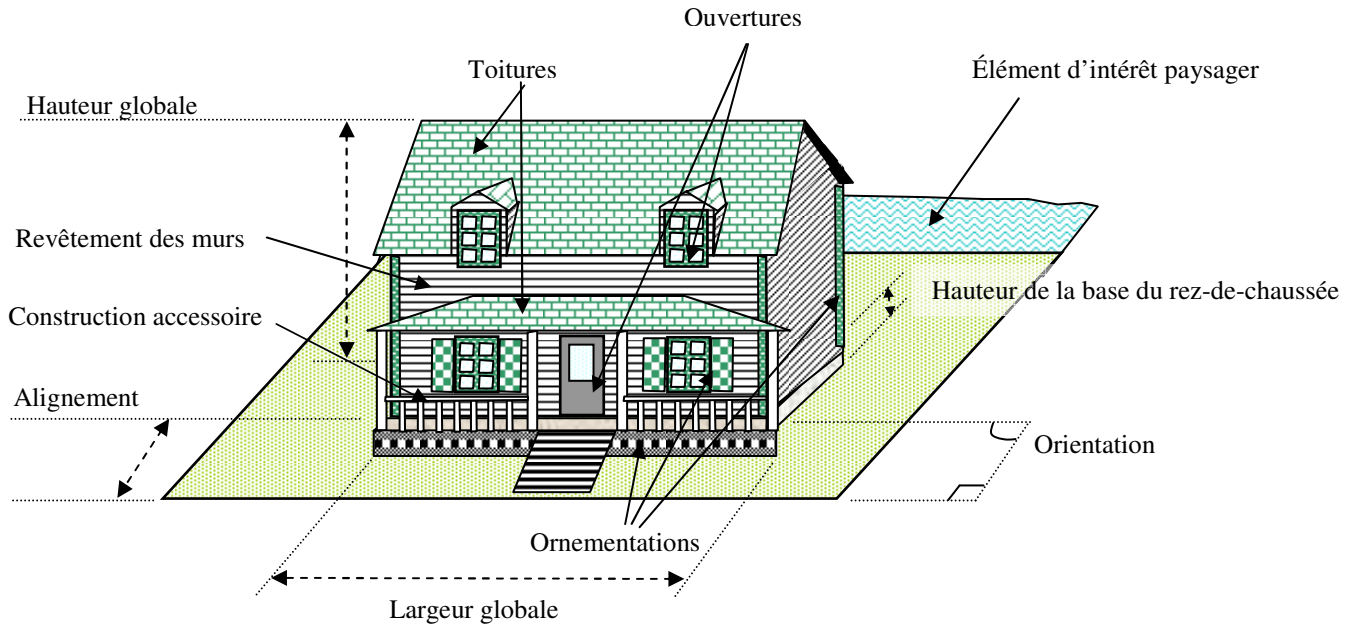 Ouvertures
Toitures
Élément d'intérêt paysager
Hauteur globale
Revêtement des murs
Hauteur de la base du rez-de-chaussée
Construction accessoire
Alignement
Orientation
Ornementations
Largeur globale